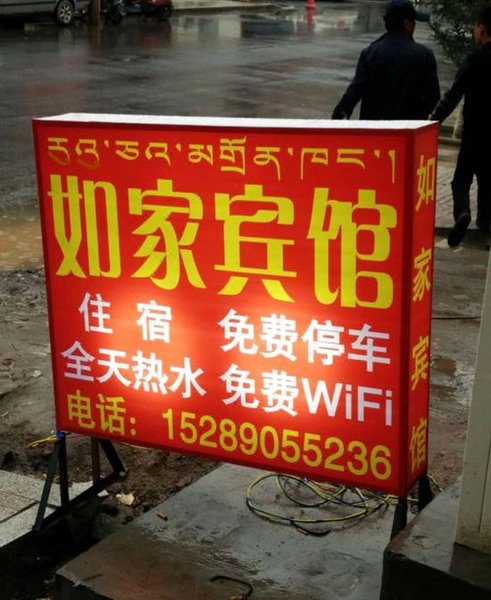 རུའུ་ཅའ་མགྲོན་ཁང་།
如家宾馆
住宿 免费停车
全天热水 免费WiFi
电话：15289055236
如家宾馆